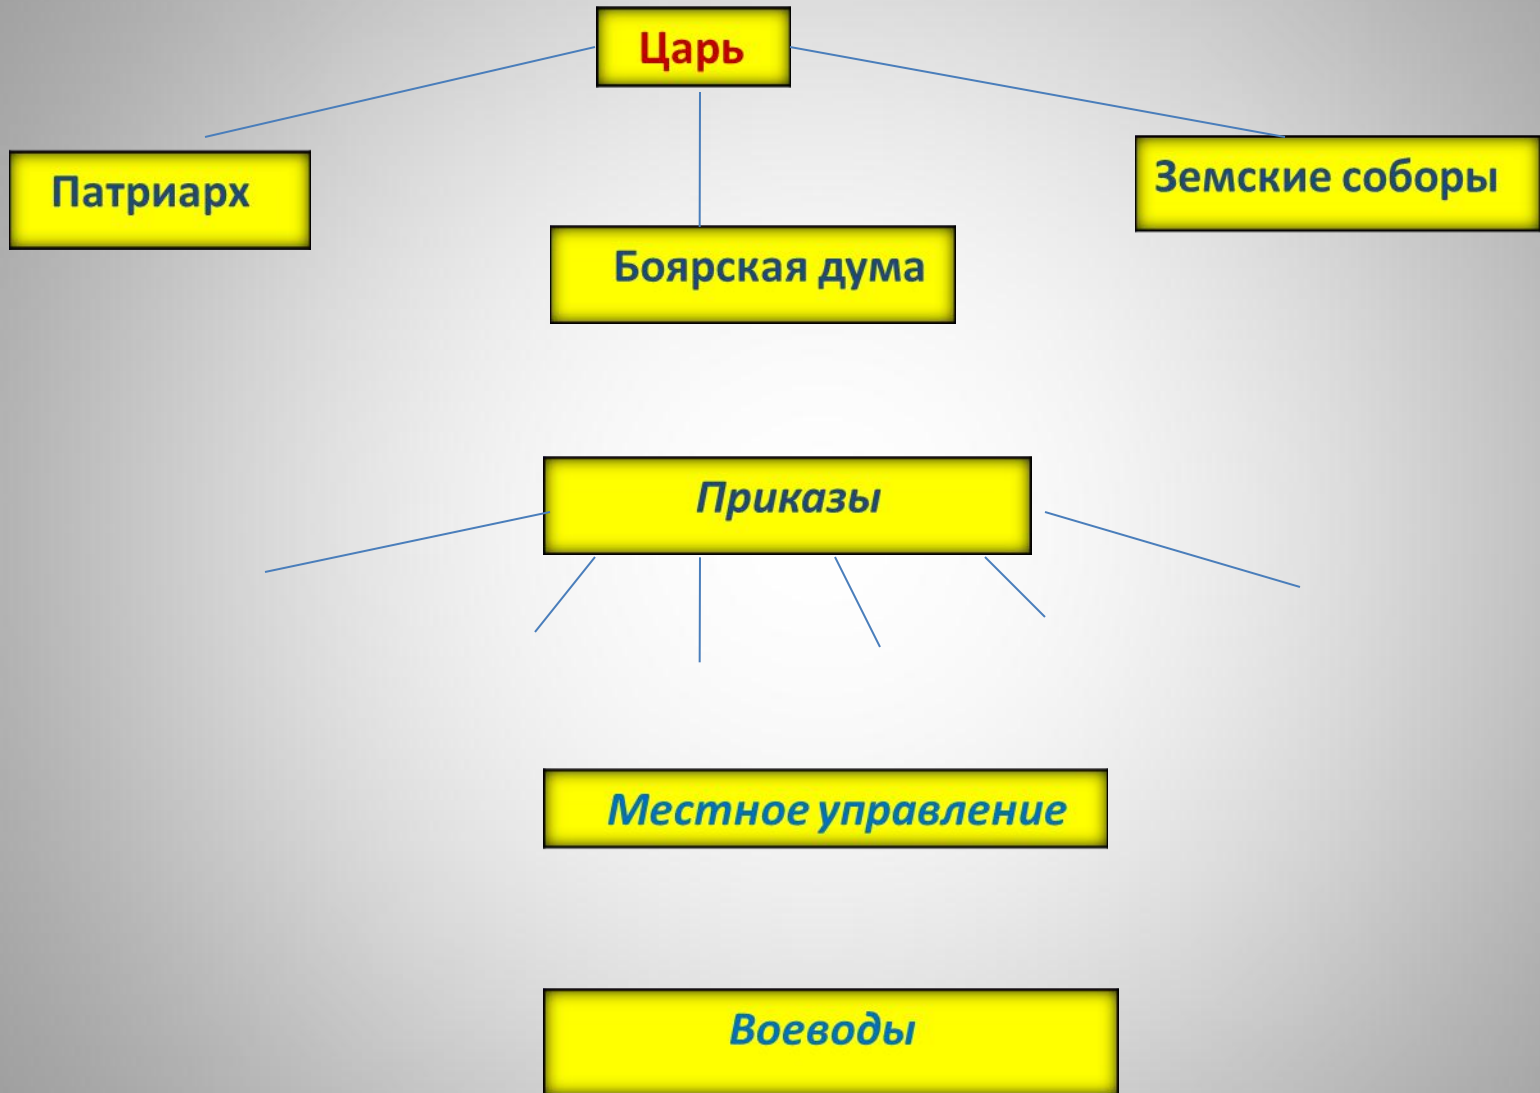 Царь
Патриарх
Земские соборы
Боярская дума
Приказы
Местное управление
Воеводы